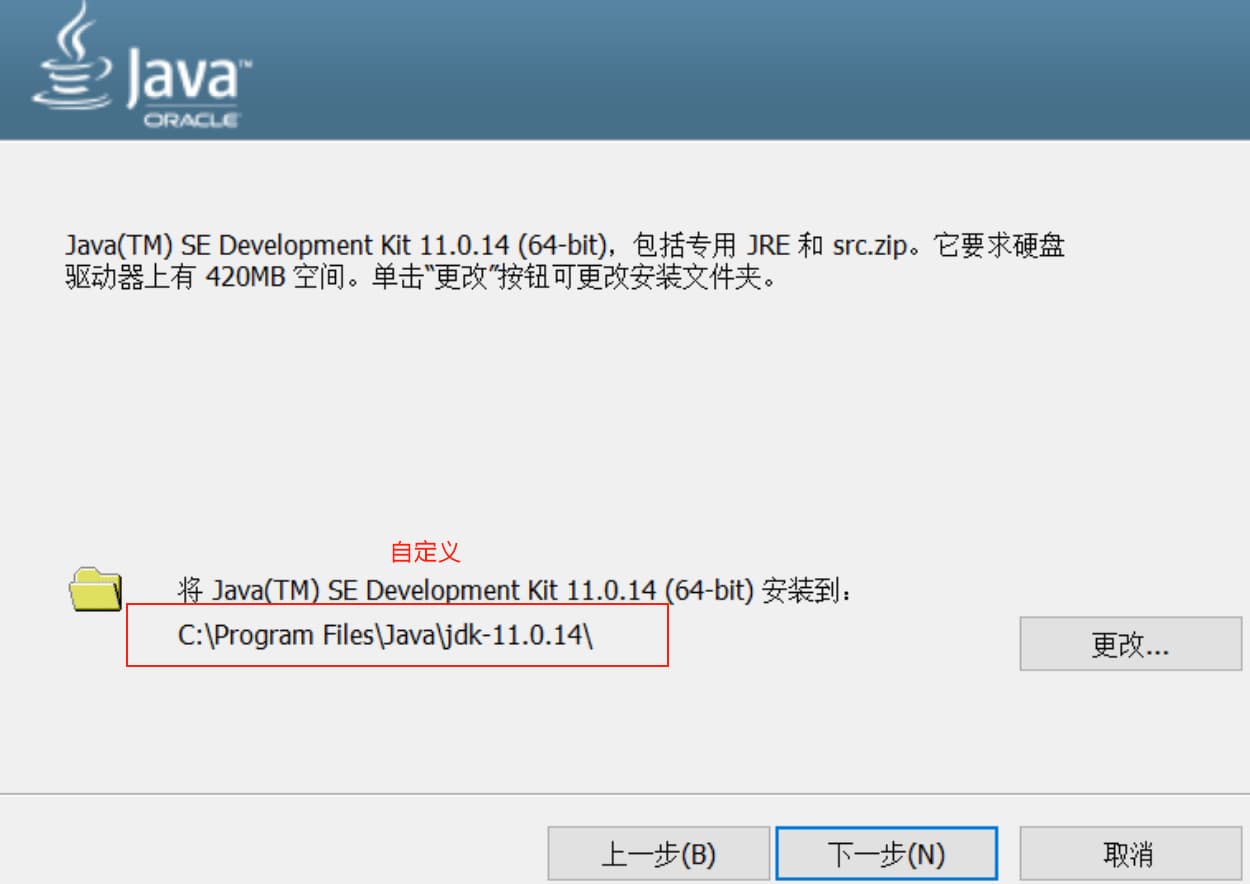 Java™
ORACLE
Java(TM) SE Development Kit 11.0.14 (64-bit)，包括专用 JRE 和 src.zip。它要求硬盘
驱动器上有 420MB 空间。单击“更改”按钮可更改安装文件夹。
自定义
将 Java(TM) SE Development Kit 11.0.14 (64-bit) 安装到：
C:\Program Files\Java\jdk-11.0.14\
更改...
上一步(B)
下一步(N)
取消